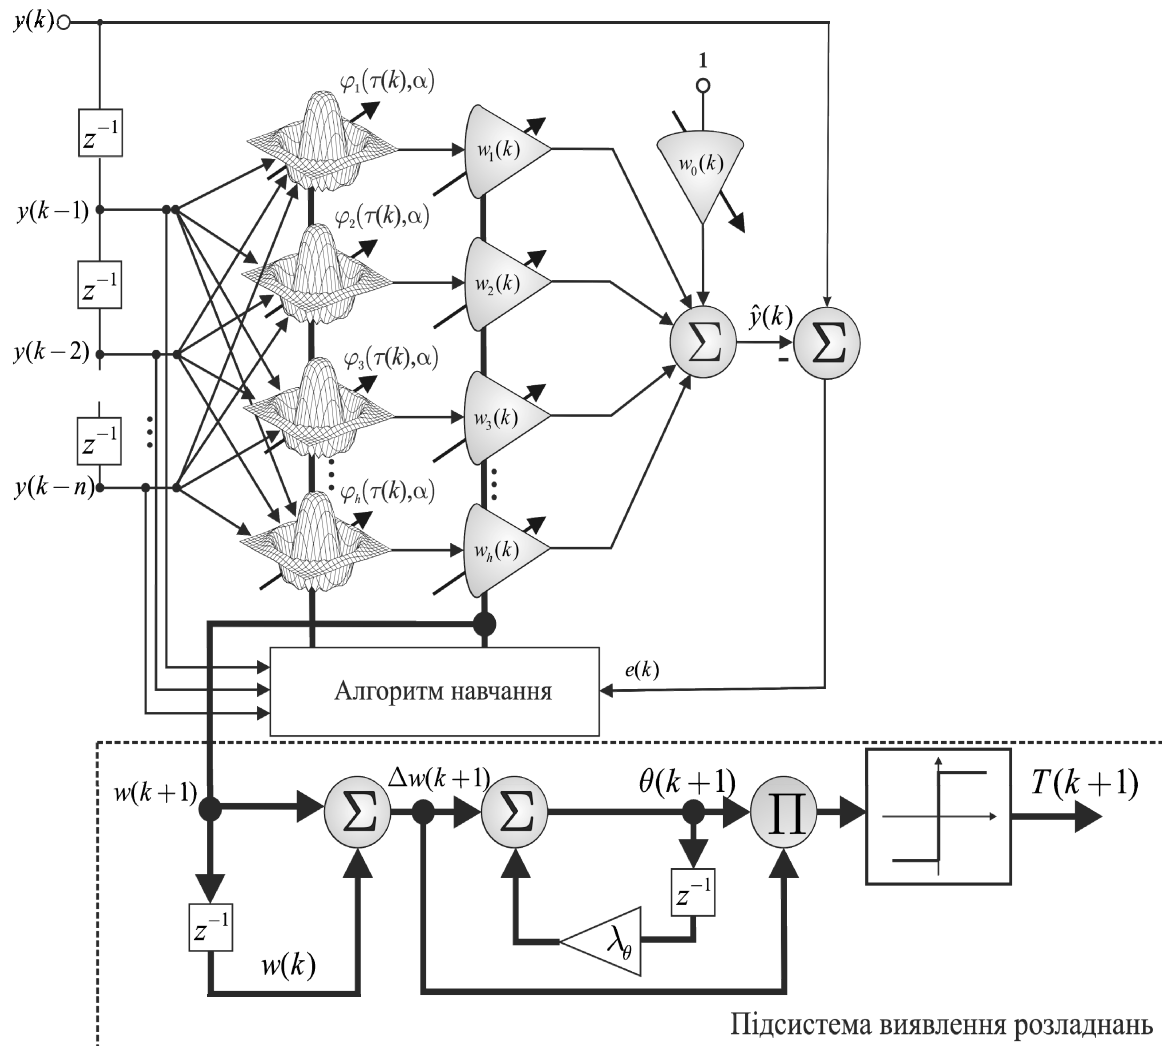 y(k)
φ₁(τ(k),α)
1
z⁻¹
w₁(k)
w₀(k)
y(k−1)
φ₂(τ(k),α)
z⁻¹
w₂(k)
ŷ(k)
Σ
-
Σ
y(k−2)
φ₃(τ(k),α)
z⁻¹
w₃(k)
y(k−n)
φₕ(τ(k),α)
wₕ(k)
Алгоритм навчання
e(k)
w(k+1)
Σ
Δw(k+1)
Σ
θ(k+1)
Π
T(k+1)
z⁻¹
z⁻¹
λ_θ
w(k)
Підсистема виявлення розладнань